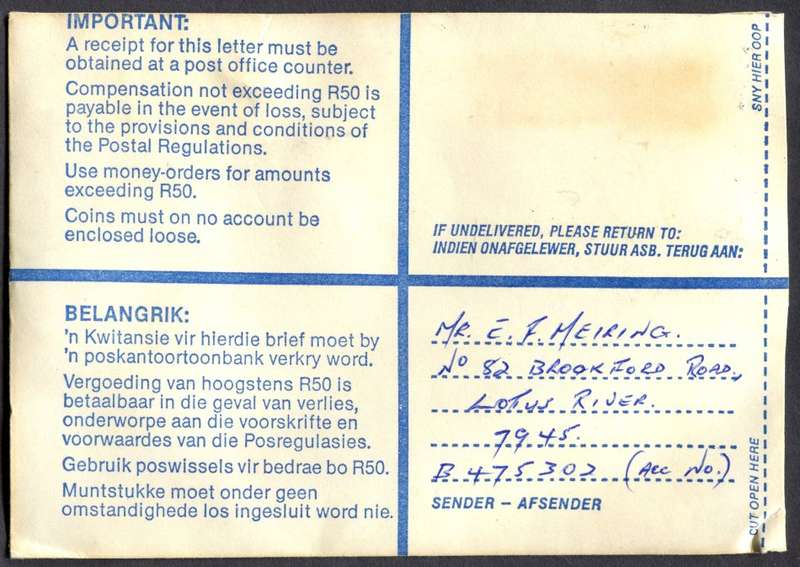 IMPORTANT:
A receipt for this letter must be
obtained at a post office counter.
Compensation not exceeding R50 is
payable in the event of loss, subject
to the provisions and conditions of
the Postal Regulations.
Use money-orders for amounts
exceeding R50.
Coins must on no account be
enclosed loose.
BELANGRIK:
'n Kwitansie vir hierdie brief moet by
'n poskantoortoonbank verkry word.
Vergoeding van hoogstens R50 is
betaalbaar in die geval van verlies,
onderworpe aan die voorskrifte en
voorwaardes van die Posregulasies.
Gebruik poswissels vir bedrae bo R50.
Muntstukke moet onder geen
omstandighede los ingesluit word nie.
IF UNDELIVERED, PLEASE RETURN TO:
INDIEN ONAFGELEWER, STUUR ASB. TERUG AAN:
MR. E. F. MEIRING.
No 82 BROOKFORD ROAD,
LOTUS RIVER.
7945.
B 475302 (Acc No.)
SENDER – AFSENDER
SNY HIER OOP
CUT OPEN HERE